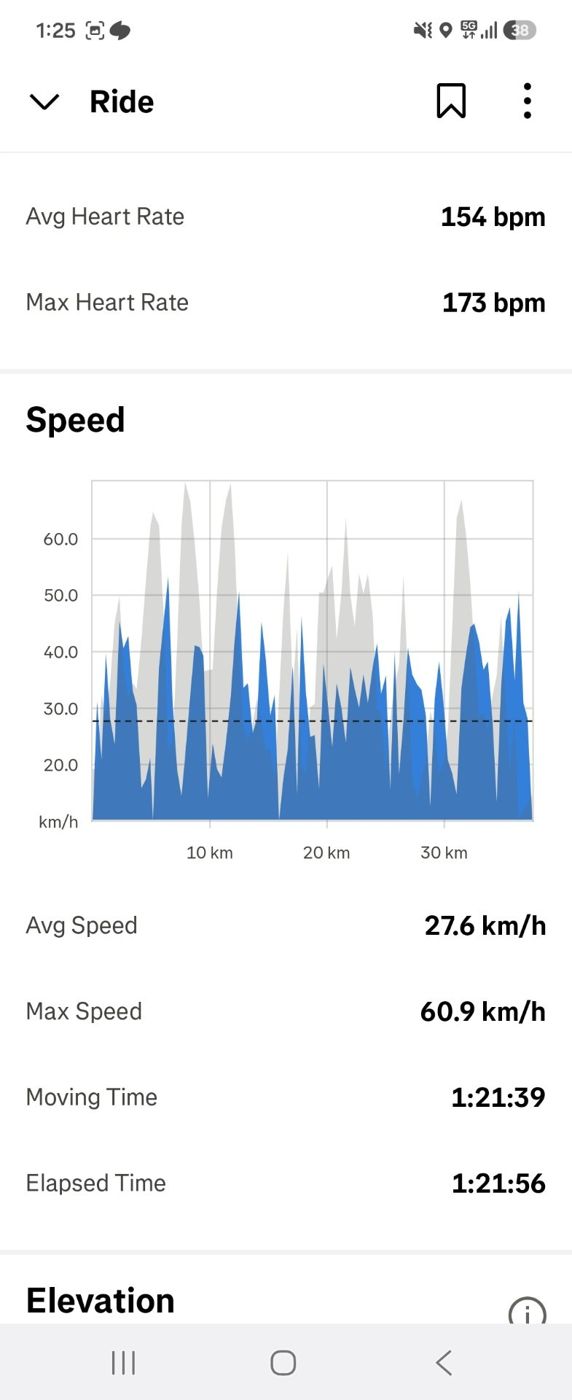 1:25 5G 38
Ride
Avg Heart Rate 154 bpm
Max Heart Rate 173 bpm
Speed
60.0
50.0
40.0
30.0
20.0
km/h
10 km 20 km 30 km
Avg Speed 27.6 km/h
Max Speed 60.9 km/h
Moving Time 1:21:39
Elapsed Time 1:21:56
Elevation